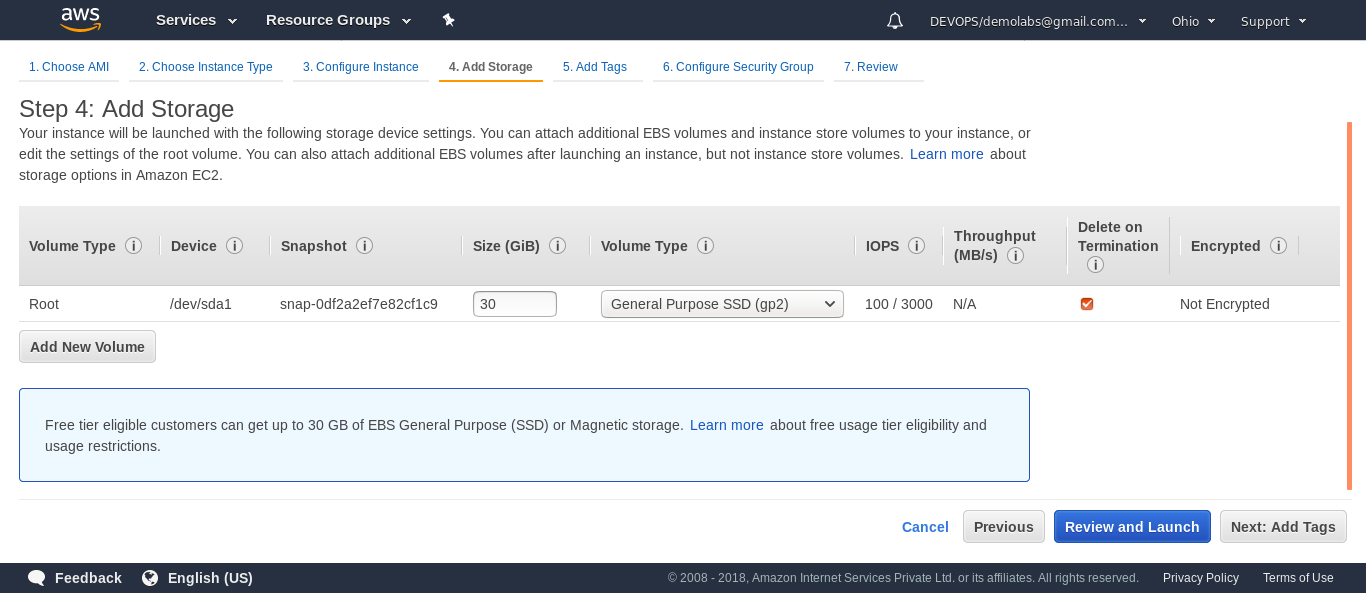 aws Services Resource Groups DEVOPS/demolabs@gmail.com... Ohio Support
1. Choose AMI 2. Choose Instance Type 3. Configure Instance 4. Add Storage 5. Add Tags 6. Configure Security Group 7. Review
Step 4: Add Storage
Your instance will be launched with the following storage device settings. You can attach additional EBS volumes and instance store volumes to your instance, or
edit the settings of the root volume. You can also attach additional EBS volumes after launching an instance, but not instance store volumes. Learn more about
storage options in Amazon EC2.
Volume Type i Device i Snapshot i Size (GiB) i Volume Type i IOPS i Throughput
(MB/s) i Delete on
Termination
i Encrypted i
Root /dev/sda1 snap-0df2a2ef7e82cf1c9 30 General Purpose SSD (gp2) 100 / 3000 N/A Not Encrypted
Add New Volume
Free tier eligible customers can get up to 30 GB of EBS General Purpose (SSD) or Magnetic storage. Learn more about free usage tier eligibility and
usage restrictions.
Cancel Previous Review and Launch Next: Add Tags
Feedback English (US) © 2008 - 2018, Amazon Internet Services Private Ltd. or its affiliates. All rights reserved. Privacy Policy Terms of Use